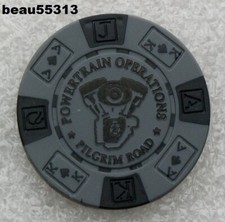 beau55313
POWERTRAIN OPERATIONS
PILGRIM ROAD
J
K
K
A
A
Q
K